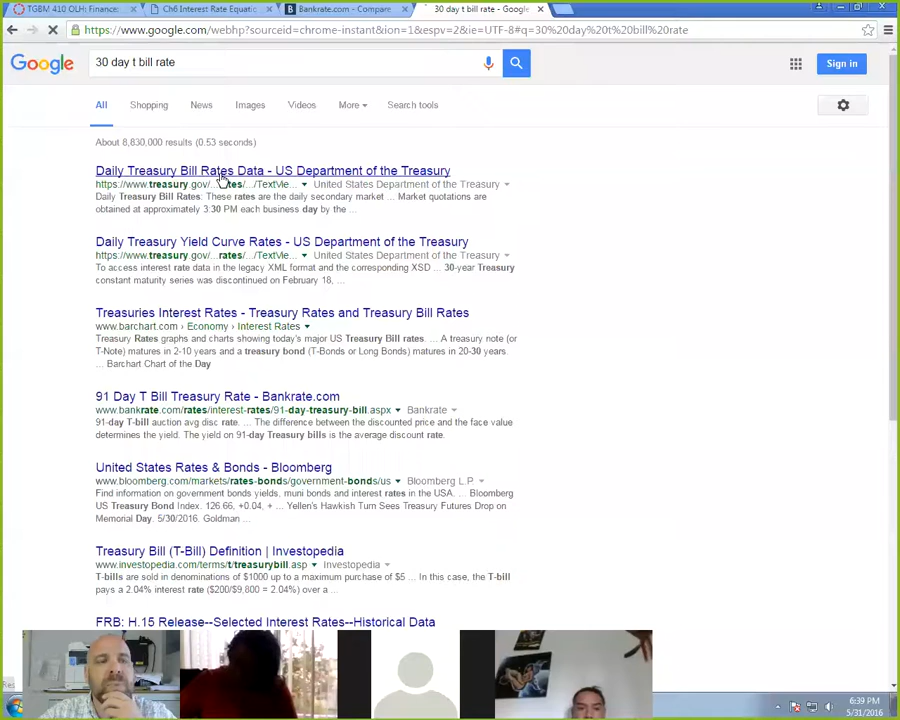 TGBM 410 OLH: Finance: Ch6 Interest Rate Equatic Bankrate.com - Compare 30 day t bill rate - Google
https://www.google.com/webhp?sourceid=chrome-instant&ion=1&espv=2&ie=UTF-8#q=30%20day%20t%20bill%20rate
Google 30 day t bill rate Sign in
All Shopping News Images Videos More Search tools
About 8,830,000 results (0.53 seconds)
Daily Treasury Bill Rates Data - US Department of the Treasury
https://www.treasury.gov/...rates/.../TextVie... United States Department of the Treasury
Daily Treasury Bill Rates: These rates are the daily secondary market ... Market quotations are
obtained at approximately 3:30 PM each business day by the ...
Daily Treasury Yield Curve Rates - US Department of the Treasury
https://www.treasury.gov/...rates/.../TextVie... United States Department of the Treasury
To access interest rate data in the legacy XML format and the corresponding XSD ... 30-year Treasury
constant maturity series was discontinued on February 18, ...
Treasuries Interest Rates - Treasury Rates and Treasury Bill Rates
www.barchart.com › Economy › Interest Rates
Treasury Rates graphs and charts showing today's major US Treasury Bill rates. ... A treasury note (or
T-Note) matures in 2-10 years and a treasury bond (T-Bonds or Long Bonds) matures in 20-30 years.
... Barchart Chart of the Day
91 Day T Bill Treasury Rate - Bankrate.com
www.bankrate.com/rates/interest-rates/91-day-treasury-bill.aspx Bankrate
91-day T-bill auction avg disc rate. ... The difference between the discounted price and the face value
determines the yield. The yield on 91-day Treasury bills is the average discount rate.
United States Rates & Bonds - Bloomberg
www.bloomberg.com/markets/rates-bonds/government-bonds/us Bloomberg L.P.
Find information on government bonds yields, muni bonds and interest rates in the USA. ... Bloomberg
US Treasury Bond Index. 126.66, +0.04, + ... Yellen's Hawkish Turn Sees Treasury Futures Drop on
Memorial Day. 5/30/2016. Goldman ...
Treasury Bill (T-Bill) Definition | Investopedia
www.investopedia.com/terms/t/treasurybill.asp Investopedia
T-bills are sold in denominations of $1000 up to a maximum purchase of $5 ... In this case, the T-bill
pays a 2.04% interest rate ($200/$9,800 = 2.04%) over a ...
FRB: H.15 Release--Selected Interest Rates--Historical Data
6:39 PM
5/31/2016